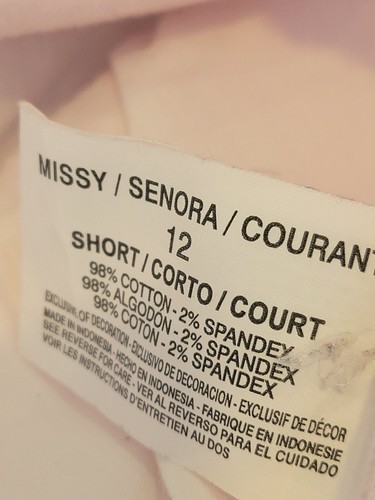 MISSY / SENORA / COURANT
12
SHORT / CORTO / COURT
98% COTTON - 2% SPANDEX
98% ALGODON - 2% SPANDEX
98% COTON - 2% SPANDEX
EXCLUSIVE OF DECORATION - EXCLUSIVO DE DECORACION - EXCLUSIF DE DÉCOR
MADE IN INDONESIA - HECHO EN INDONESIA - FABRIQUE EN INDONESIE
SEE REVERSE FOR CARE - VER AL REVERSO PARA EL CUIDADO
VOIR LES INSTRUCTIONS D'ENTRETIEN AU DOS